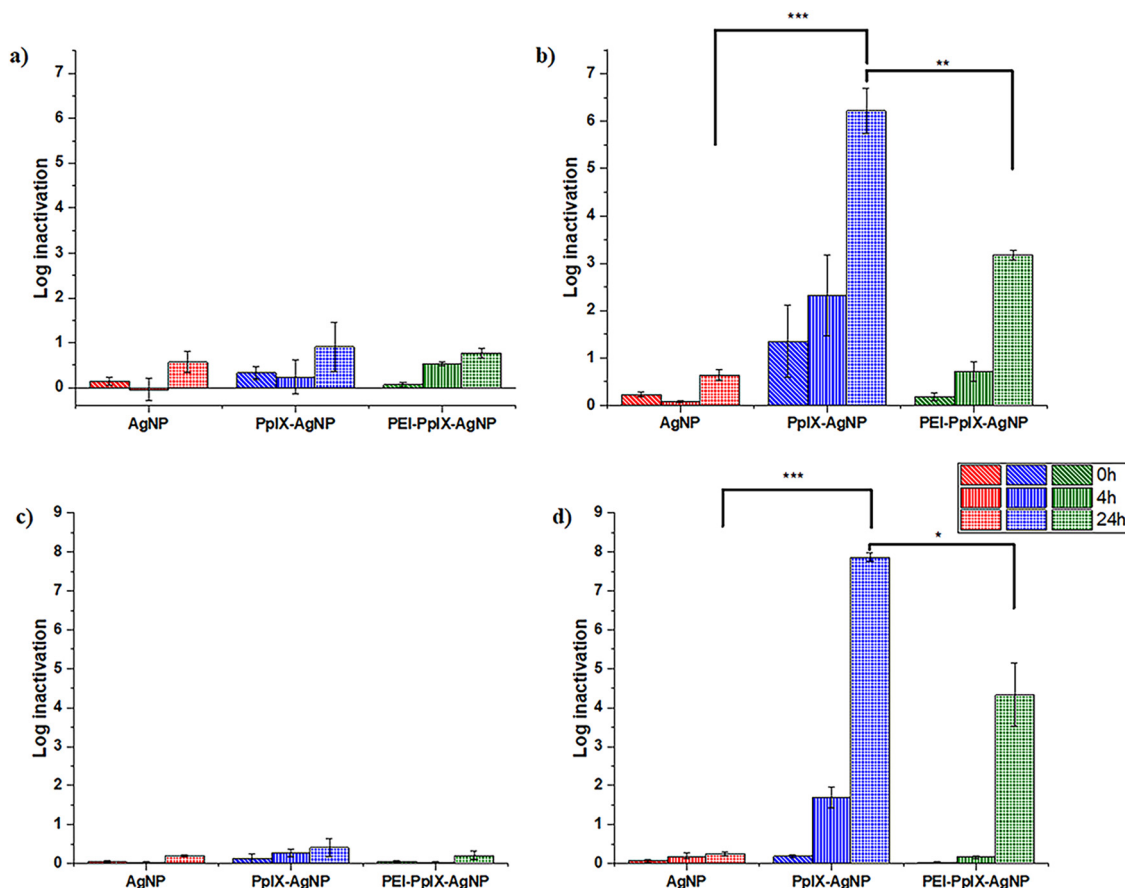 a)
Log inactivation
7
6
5
4
3
2
1
0
AgNP PpIX-AgNP PEI-PpIX-AgNP
b)
***
**
Log inactivation
7
6
5
4
3
2
1
0
AgNP PpIX-AgNP PEI-PpIX-AgNP
0h
4h
24h
c)
Log inactivation
9
8
7
6
5
4
3
2
1
0
AgNP PpIX-AgNP PEI-PpIX-AgNP
d)
***
*
Log inactivation
9
8
7
6
5
4
3
2
1
0
AgNP PpIX-AgNP PEI-PpIX-AgNP